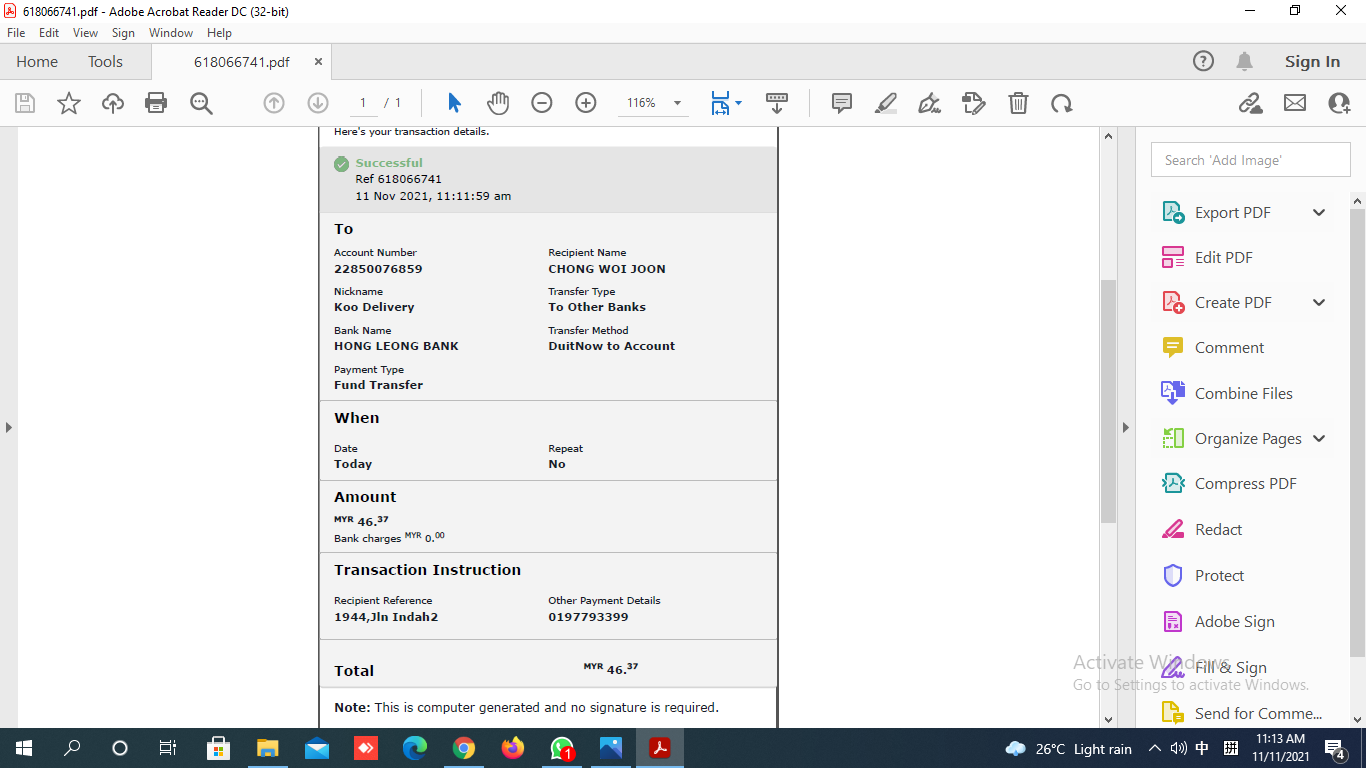 618066741.pdf - Adobe Acrobat Reader DC (32-bit)
File Edit View Sign Window Help
Home Tools 618066741.pdf × Sign In
1 / 1 116%
Here's your transaction details.
Successful
Ref 618066741
11 Nov 2021, 11:11:59 am
To
Account Number Recipient Name
22850076859 CHONG WOI JOON
Nickname Transfer Type
Koo Delivery To Other Banks
Bank Name Transfer Method
HONG LEONG BANK DuitNow to Account
Payment Type
Fund Transfer
When
Date Repeat
Today No
Amount
MYR 46.37
Bank charges MYR 0.00
Transaction Instruction
Recipient Reference Other Payment Details
1944,Jln Indah2 0197793399
Total MYR 46.37
Note: This is computer generated and no signature is required.
Search 'Add Image'
Export PDF
Edit PDF
Create PDF
Comment
Combine Files
Organize Pages
Compress PDF
Redact
Protect
Adobe Sign
Fill & Sign
Send for Comme...
Activate Windows
Go to Settings to activate Windows.
1
26°C Light rain 中 拼 11:13 AM
11/11/2021
4